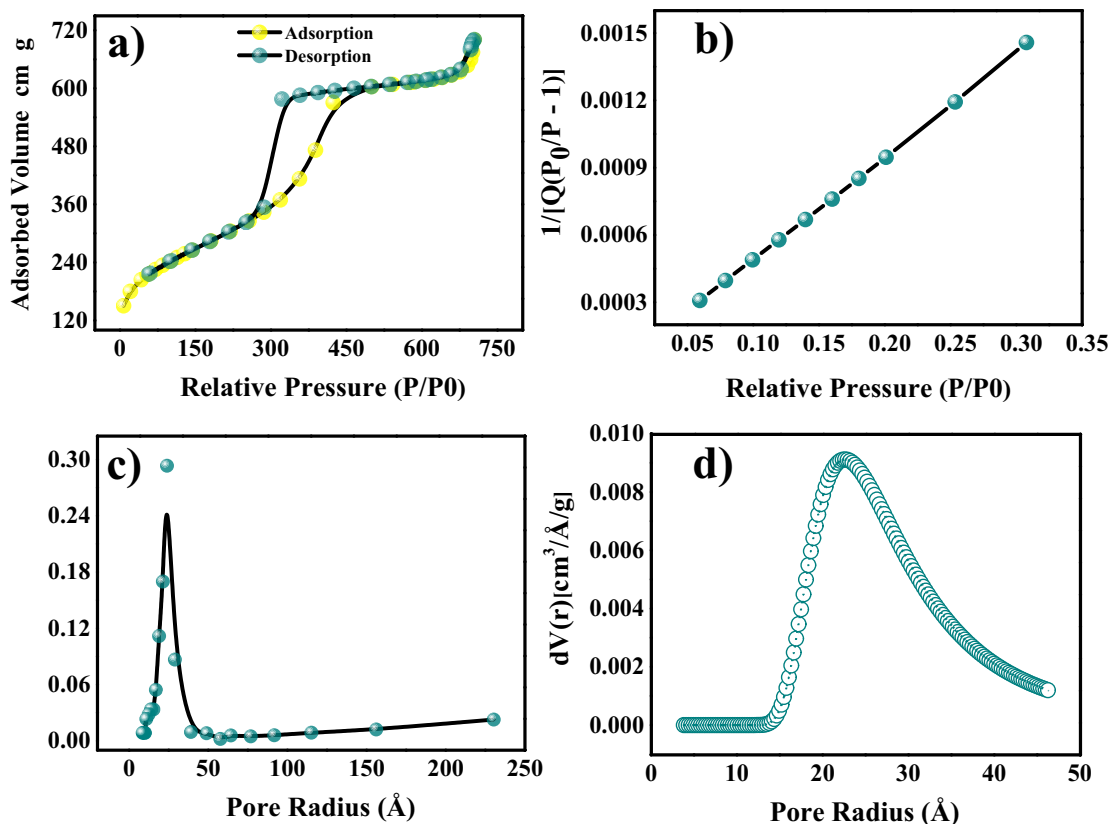 a)
Adsorption
Desorption
720
600
480
360
240
120
Adsorbed Volume cm g
0 150 300 450 600 750
Relative Pressure (P/P0)
b)
0.0015
0.0012
0.0009
0.0006
0.0003
1/[Q(P0/P - 1)]
0.05 0.10 0.15 0.20 0.25 0.30 0.35
Relative Pressure (P/P0)
c)
0.30
0.24
0.18
0.12
0.06
0.00
0 50 100 150 200 250
Pore Radius (Å)
d)
0.010
0.008
0.006
0.004
0.002
0.000
dV(r)[cm³/Å/g]
0 10 20 30 40 50
Pore Radius (Å)